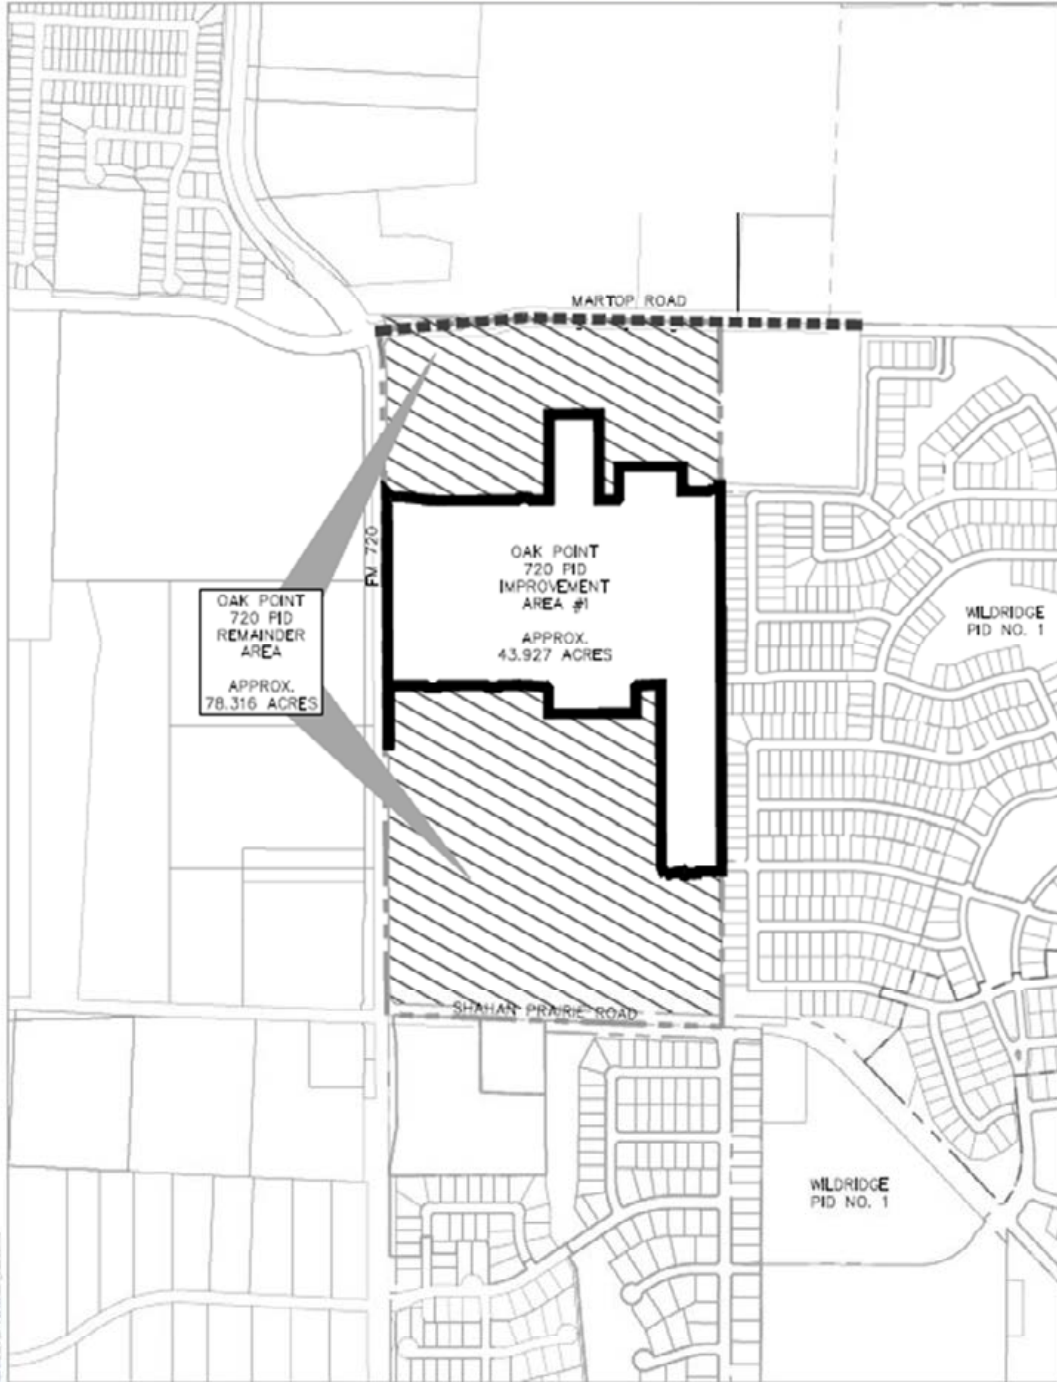 MARTOP ROAD
FM 720
OAK POINT
720 PID
IMPROVEMENT
AREA #1
APPROX.
43.927 ACRES
OAK POINT
720 PID
REMAINDER
AREA
APPROX.
78.316 ACRES
WILDRIDGE
PID NO. 1
SHAHAN PRAIRIE ROAD
WILDRIDGE
PID NO. 1